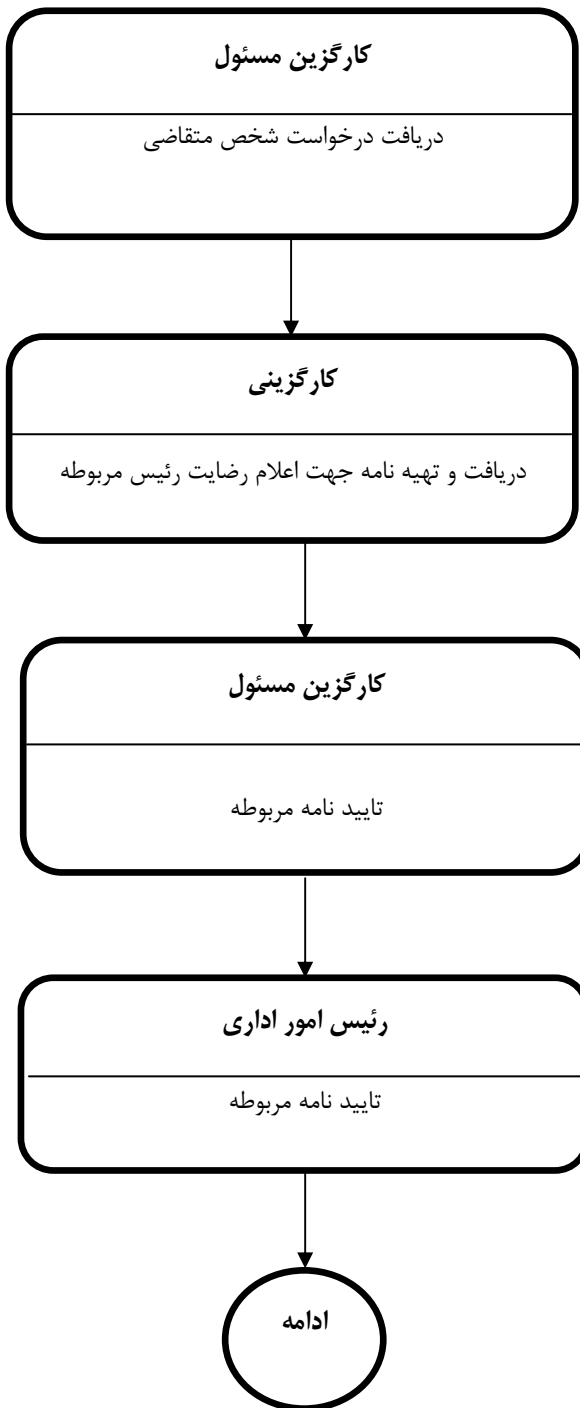 کارگزین مسئول
دریافت درخواست شخص متقاضی
کارگزینی
دریافت و تهیه نامه جهت اعلام رضایت رئیس مربوطه
کارگزین مسئول
تایید نامه مربوطه
رئیس امور اداری
تایید نامه مربوطه
ادامه